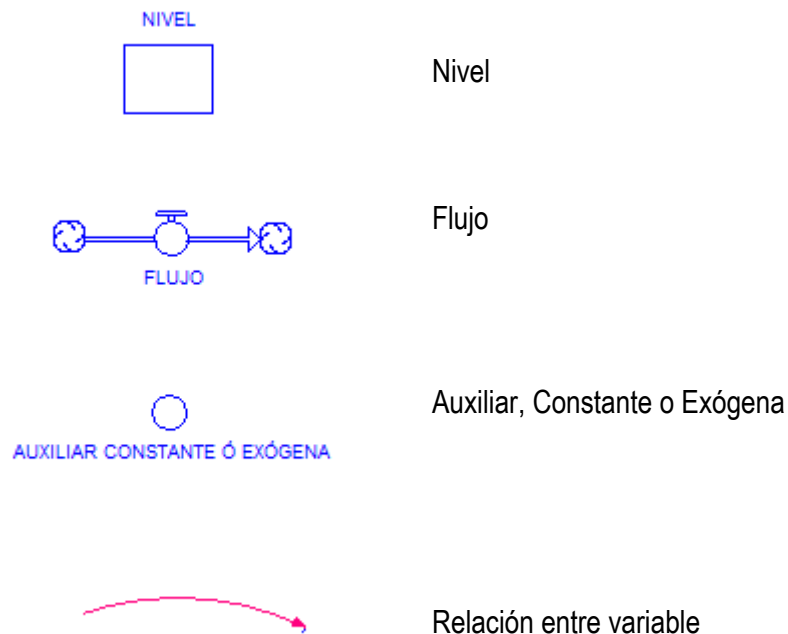 NIVEL
Nivel
Flujo
FLUJO
Auxiliar, Constante o Exógena
AUXILIAR CONSTANTE Ó EXÓGENA
Relación entre variable